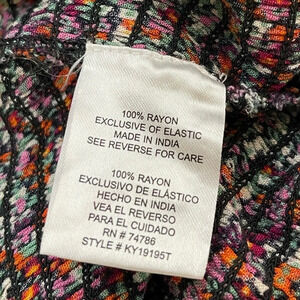 100% RAYON
EXCLUSIVE OF ELASTIC
MADE IN INDIA
SEE REVERSE FOR CARE
100% RAYON
EXCLUSIVO DE ELÁSTICO
HECHO EN INDIA
VEA EL REVERSO
PARA EL CUIDADO
RN # 74786
STYLE # KY19195T